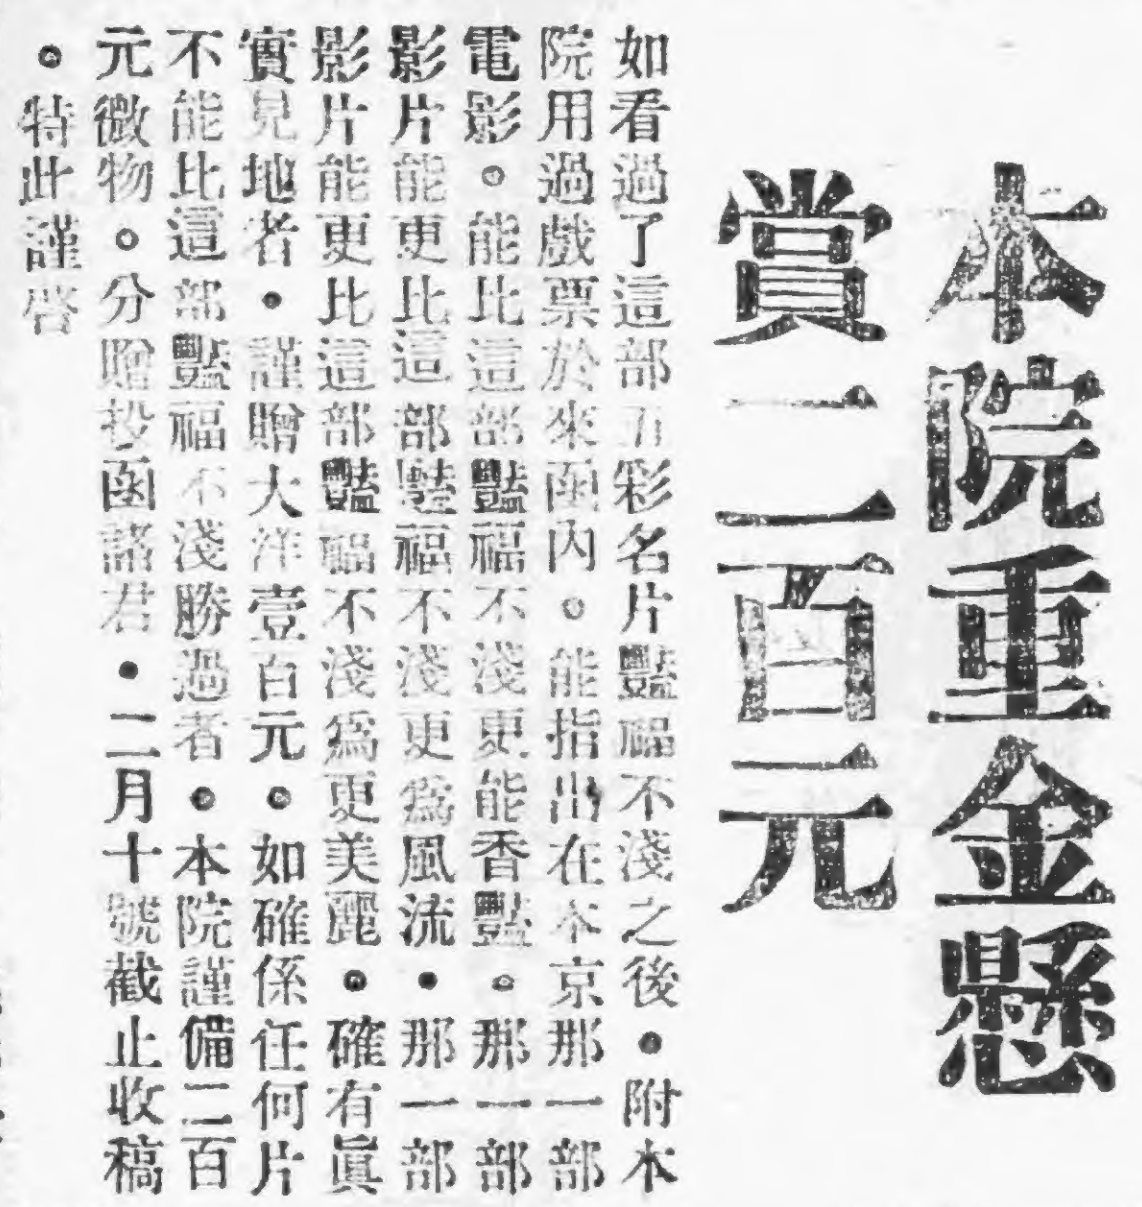 本院重金懸
賞二百元
如看過了這部五彩名片豔福不淺之後。附本
院用過戲票於來函內。能指出在本京那一部
電影。能比這部豔福不淺更能香豔。那一部
影片能更比這部豔福不淺更爲風流。那一部
影片能更比這部豔福不淺爲更美麗。確有眞
實見地者。謹贈大洋壹百元。如確係任何片
不能比這部豔福不淺勝過者。本院謹備二百
元微物。分贈投函諸君。二月十號截止收稿
。特此謹啓